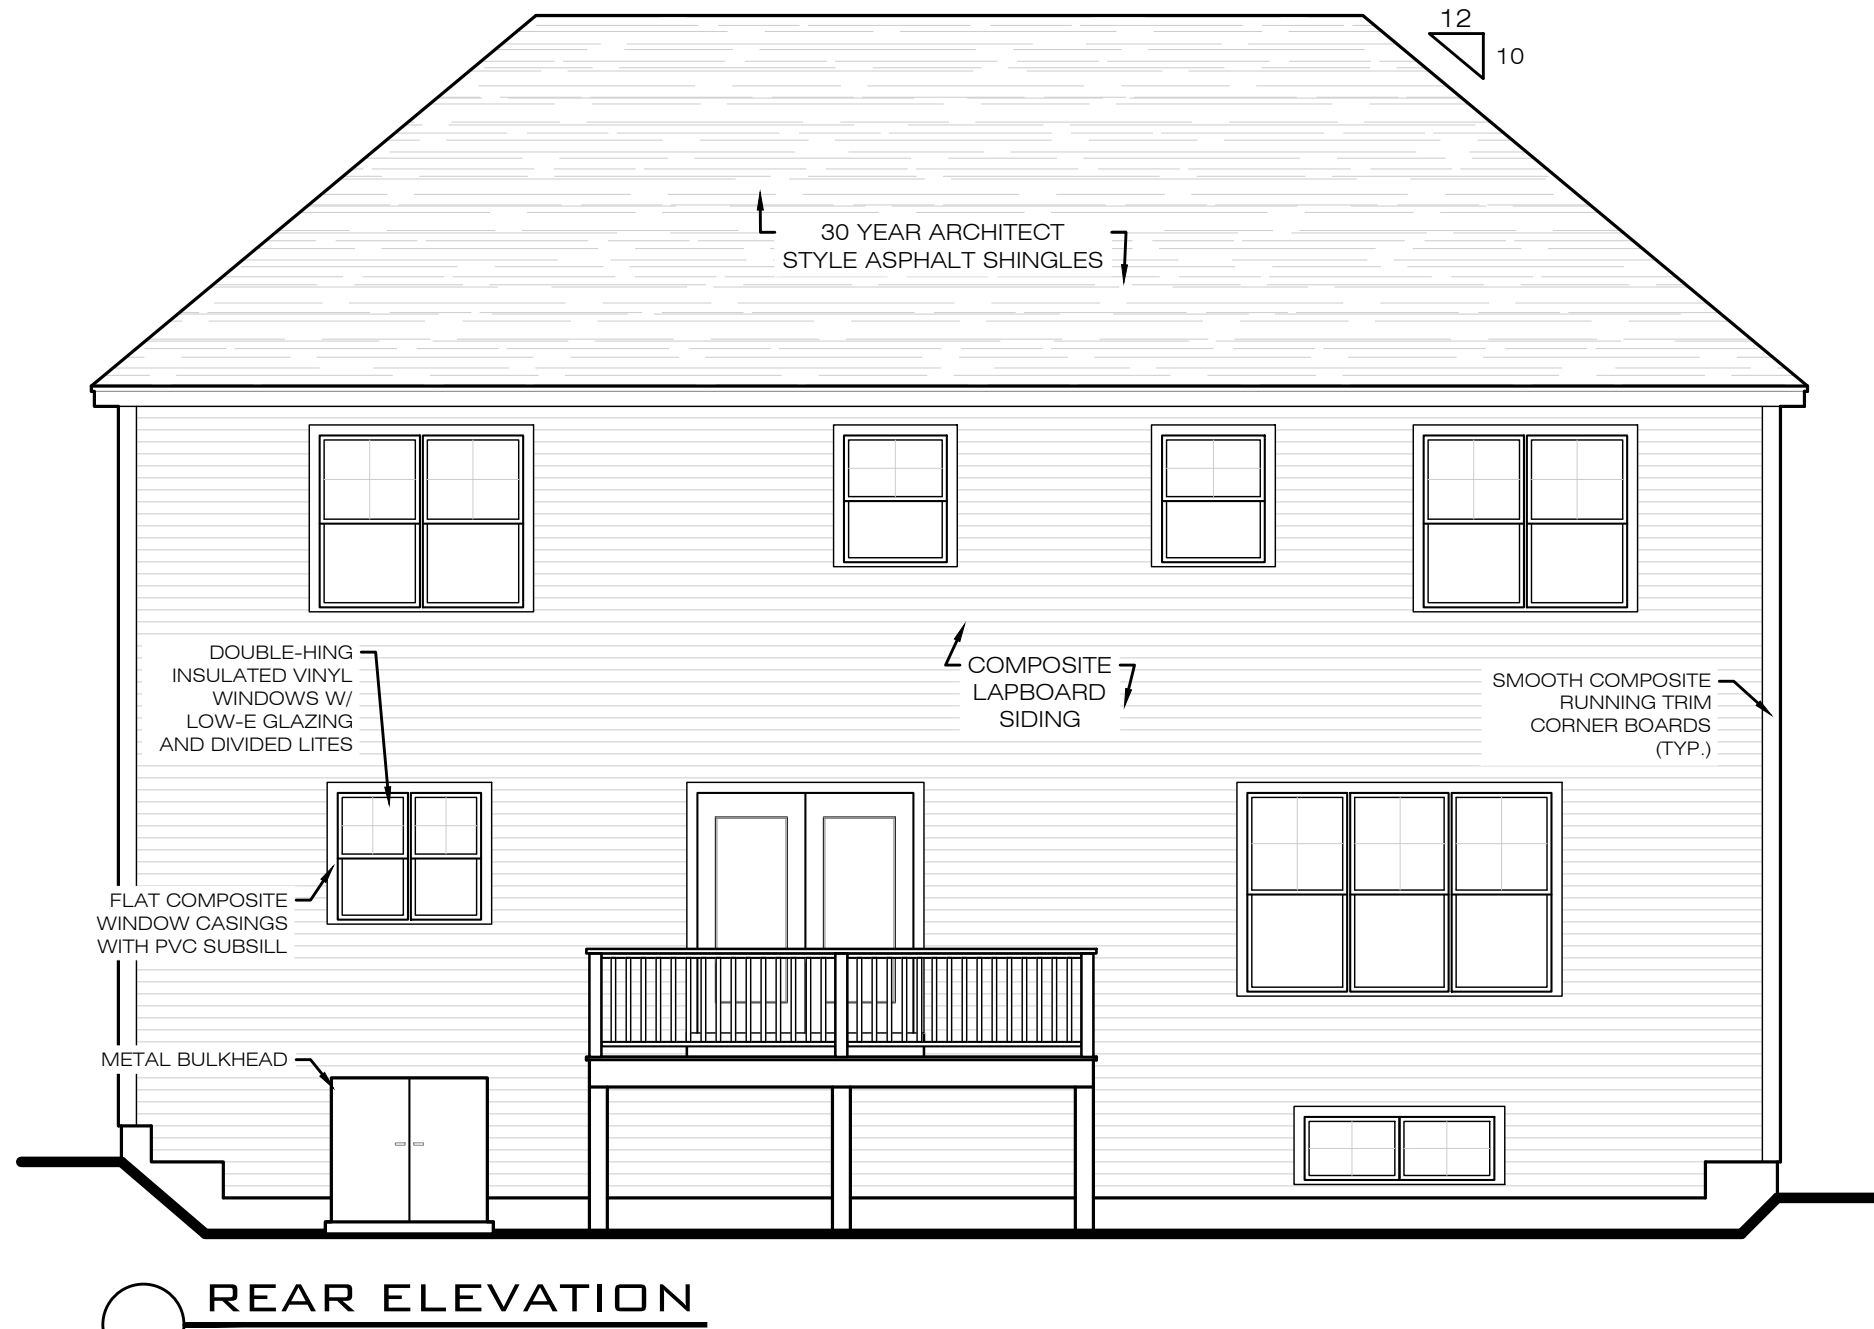 12
10
30 YEAR ARCHITECT
STYLE ASPHALT SHINGLES
DOUBLE-HING
INSULATED VINYL
WINDOWS W/
LOW-E GLAZING
AND DIVIDED LITES
COMPOSITE
LAPBOARD
SIDING
SMOOTH COMPOSITE
RUNNING TRIM
CORNER BOARDS
(TYP.)
FLAT COMPOSITE
WINDOW CASINGS
WITH PVC SUBSILL
METAL BULKHEAD
REAR ELEVATION